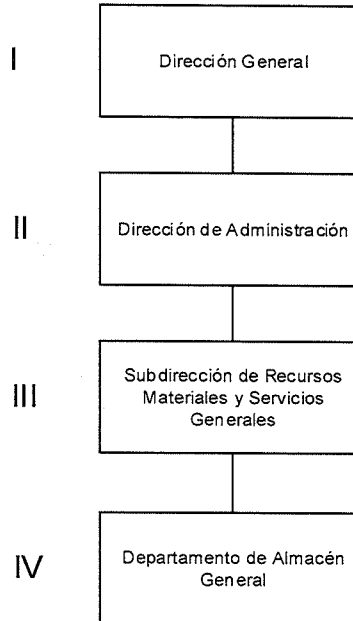 I
Dirección General
II
Dirección de Administración
III
Subdirección de Recursos
Materiales y Servicios
Generales
IV
Departamento de Almacén
General